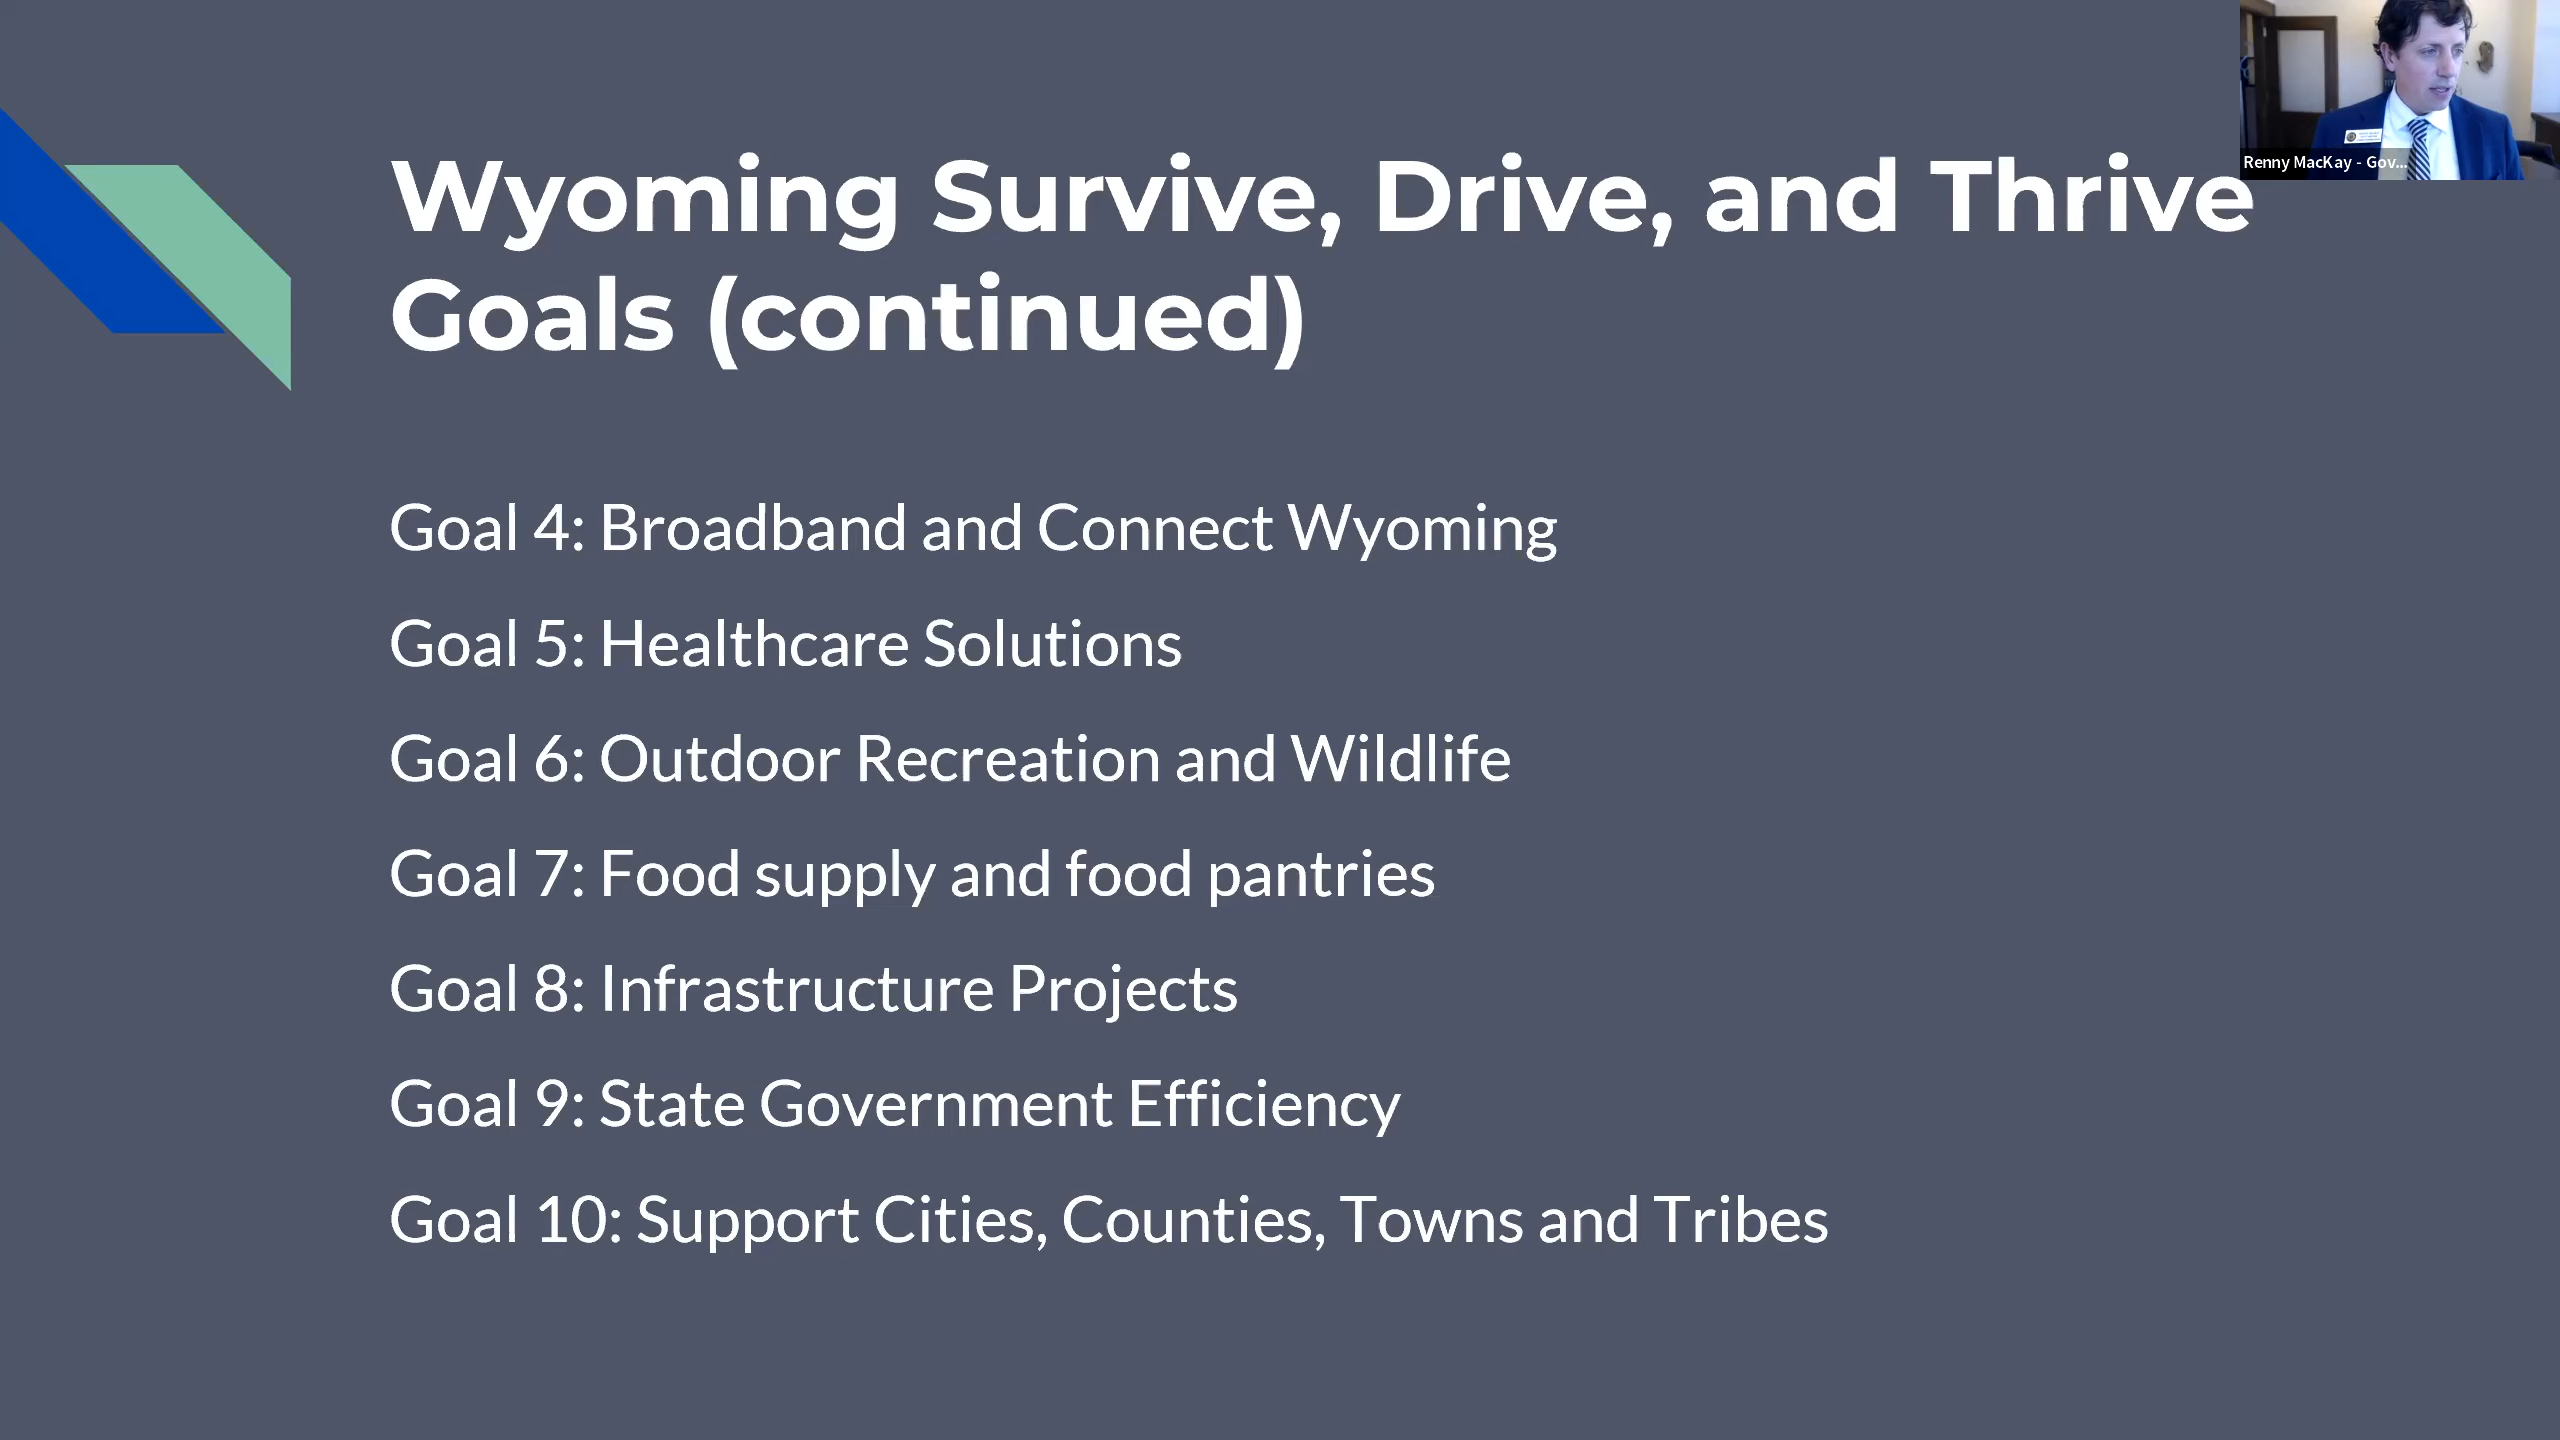 Renny MacKay - Gov...
Wyoming Survive, Drive, and Thrive
Goals (continued)
Goal 4: Broadband and Connect Wyoming
Goal 5: Healthcare Solutions
Goal 6: Outdoor Recreation and Wildlife
Goal 7: Food supply and food pantries
Goal 8: Infrastructure Projects
Goal 9: State Government Efficiency
Goal 10: Support Cities, Counties, Towns and Tribes